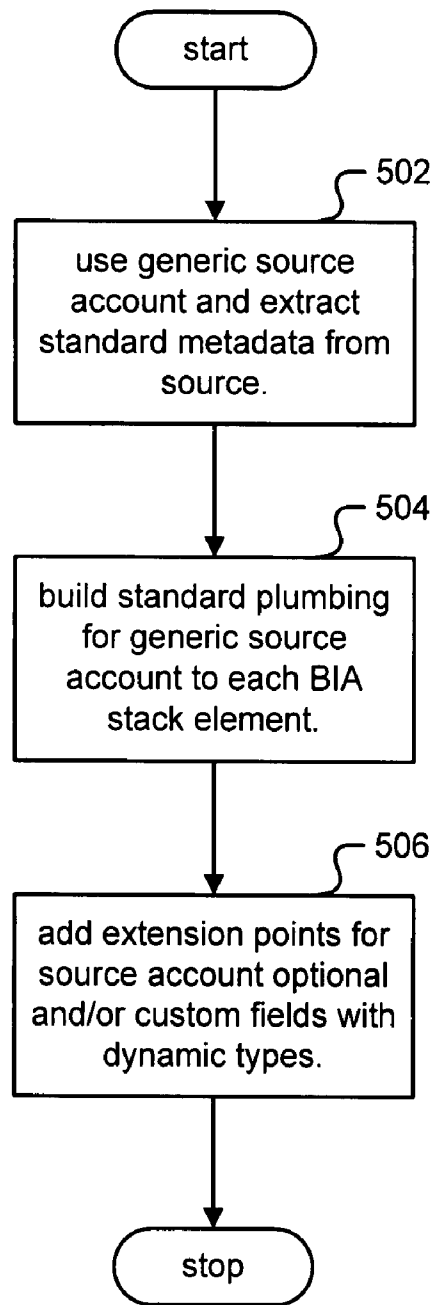 start
502
use generic source
account and extract
standard metadata from
source.
504
build standard plumbing
for generic source
account to each BIA
stack element.
506
add extension points for
source account optional
and/or custom fields with
dynamic types.
stop